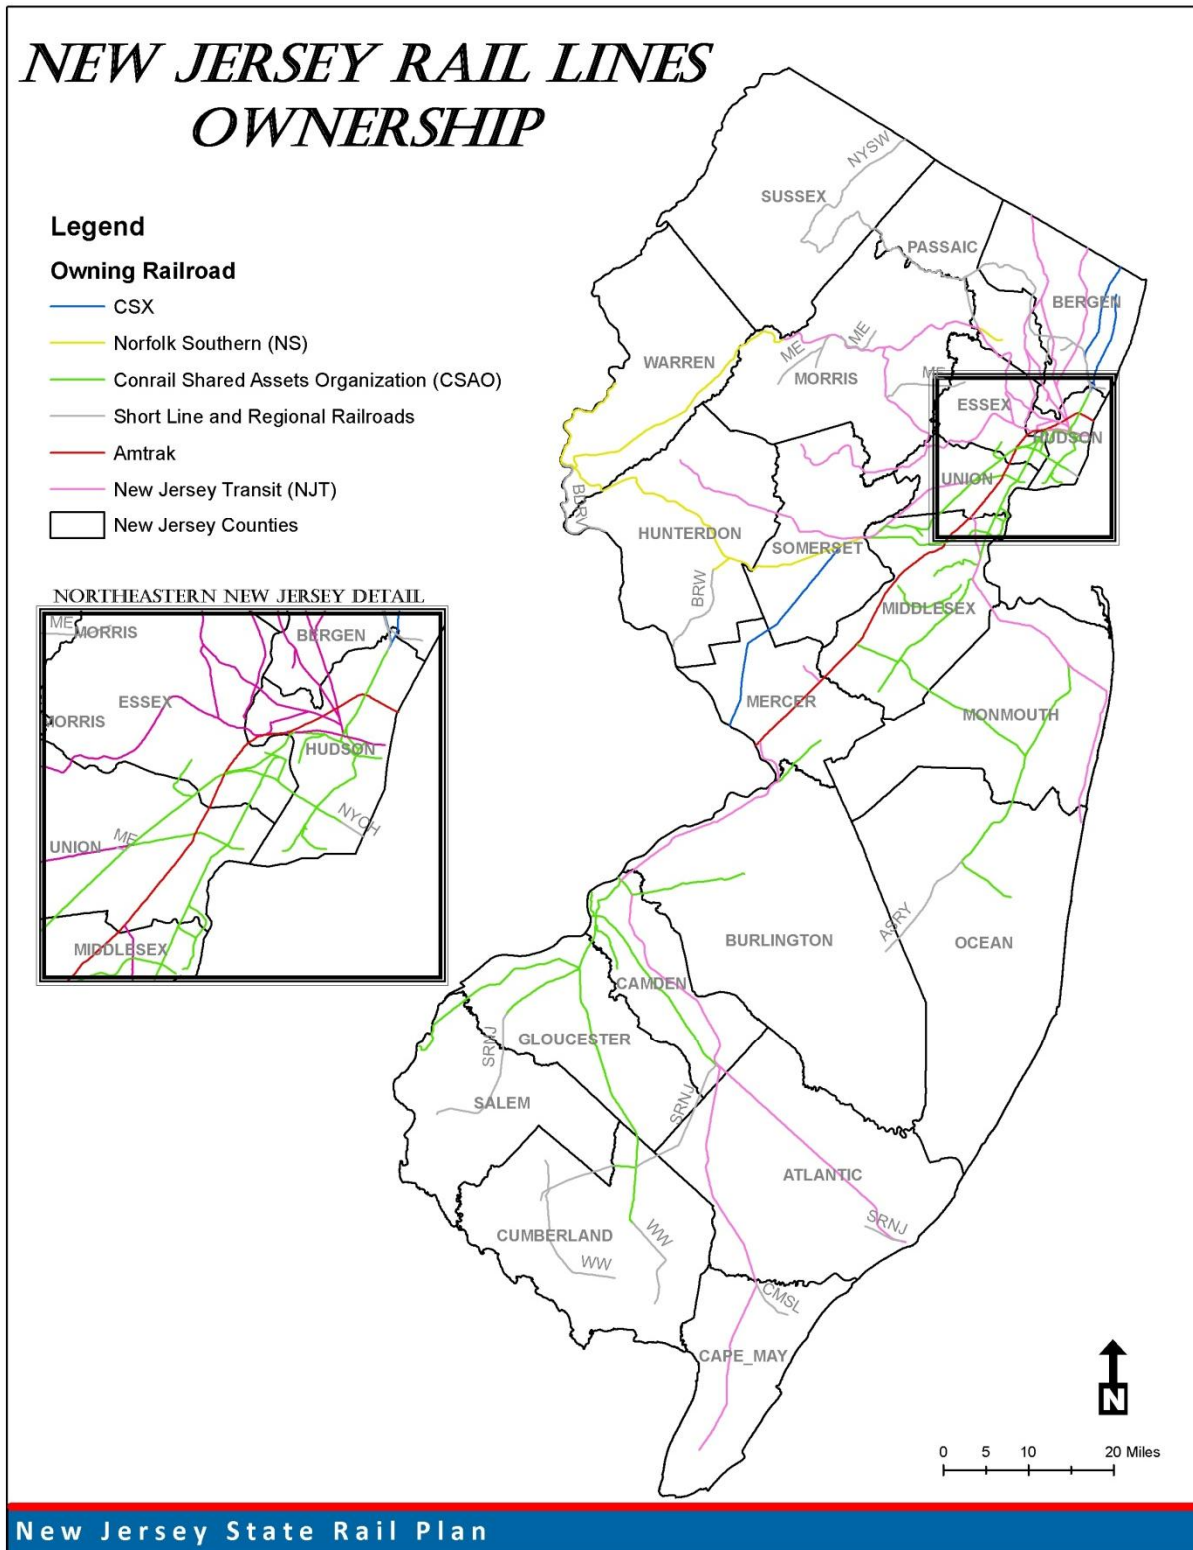 NEW JERSEY RAIL LINES
OWNERSHIP
Legend
Owning Railroad
CSX
Norfolk Southern (NS)
Conrail Shared Assets Organization (CSAO)
Short Line and Regional Railroads
Amtrak
New Jersey Transit (NJT)
New Jersey Counties
NYSW
SUSSEX
PASSAIC
BERGEN
WARREN
ME
ME
MORRIS
ME
ESSEX
HUDSON
UNION
BLRV
HUNTERDON
SOMERSET
BRW
MIDDLESEX
MERCER
MONMOUTH
NORTHEASTERN NEW JERSEY DETAIL
ME
MORRIS
BERGEN
ESSEX
MORRIS
HUDSON
NYCH
UNION
ME
MIDDLESEX
BURLINGTON
ASRY
OCEAN
CAMDEN
SRNJ
GLOUCESTER
SALEM
SRNJ
ATLANTIC
SRNJ
CUMBERLAND
WW
WW
CMSL
CAPE_MAY
N
0 5 10 20 Miles
New Jersey State Rail Plan